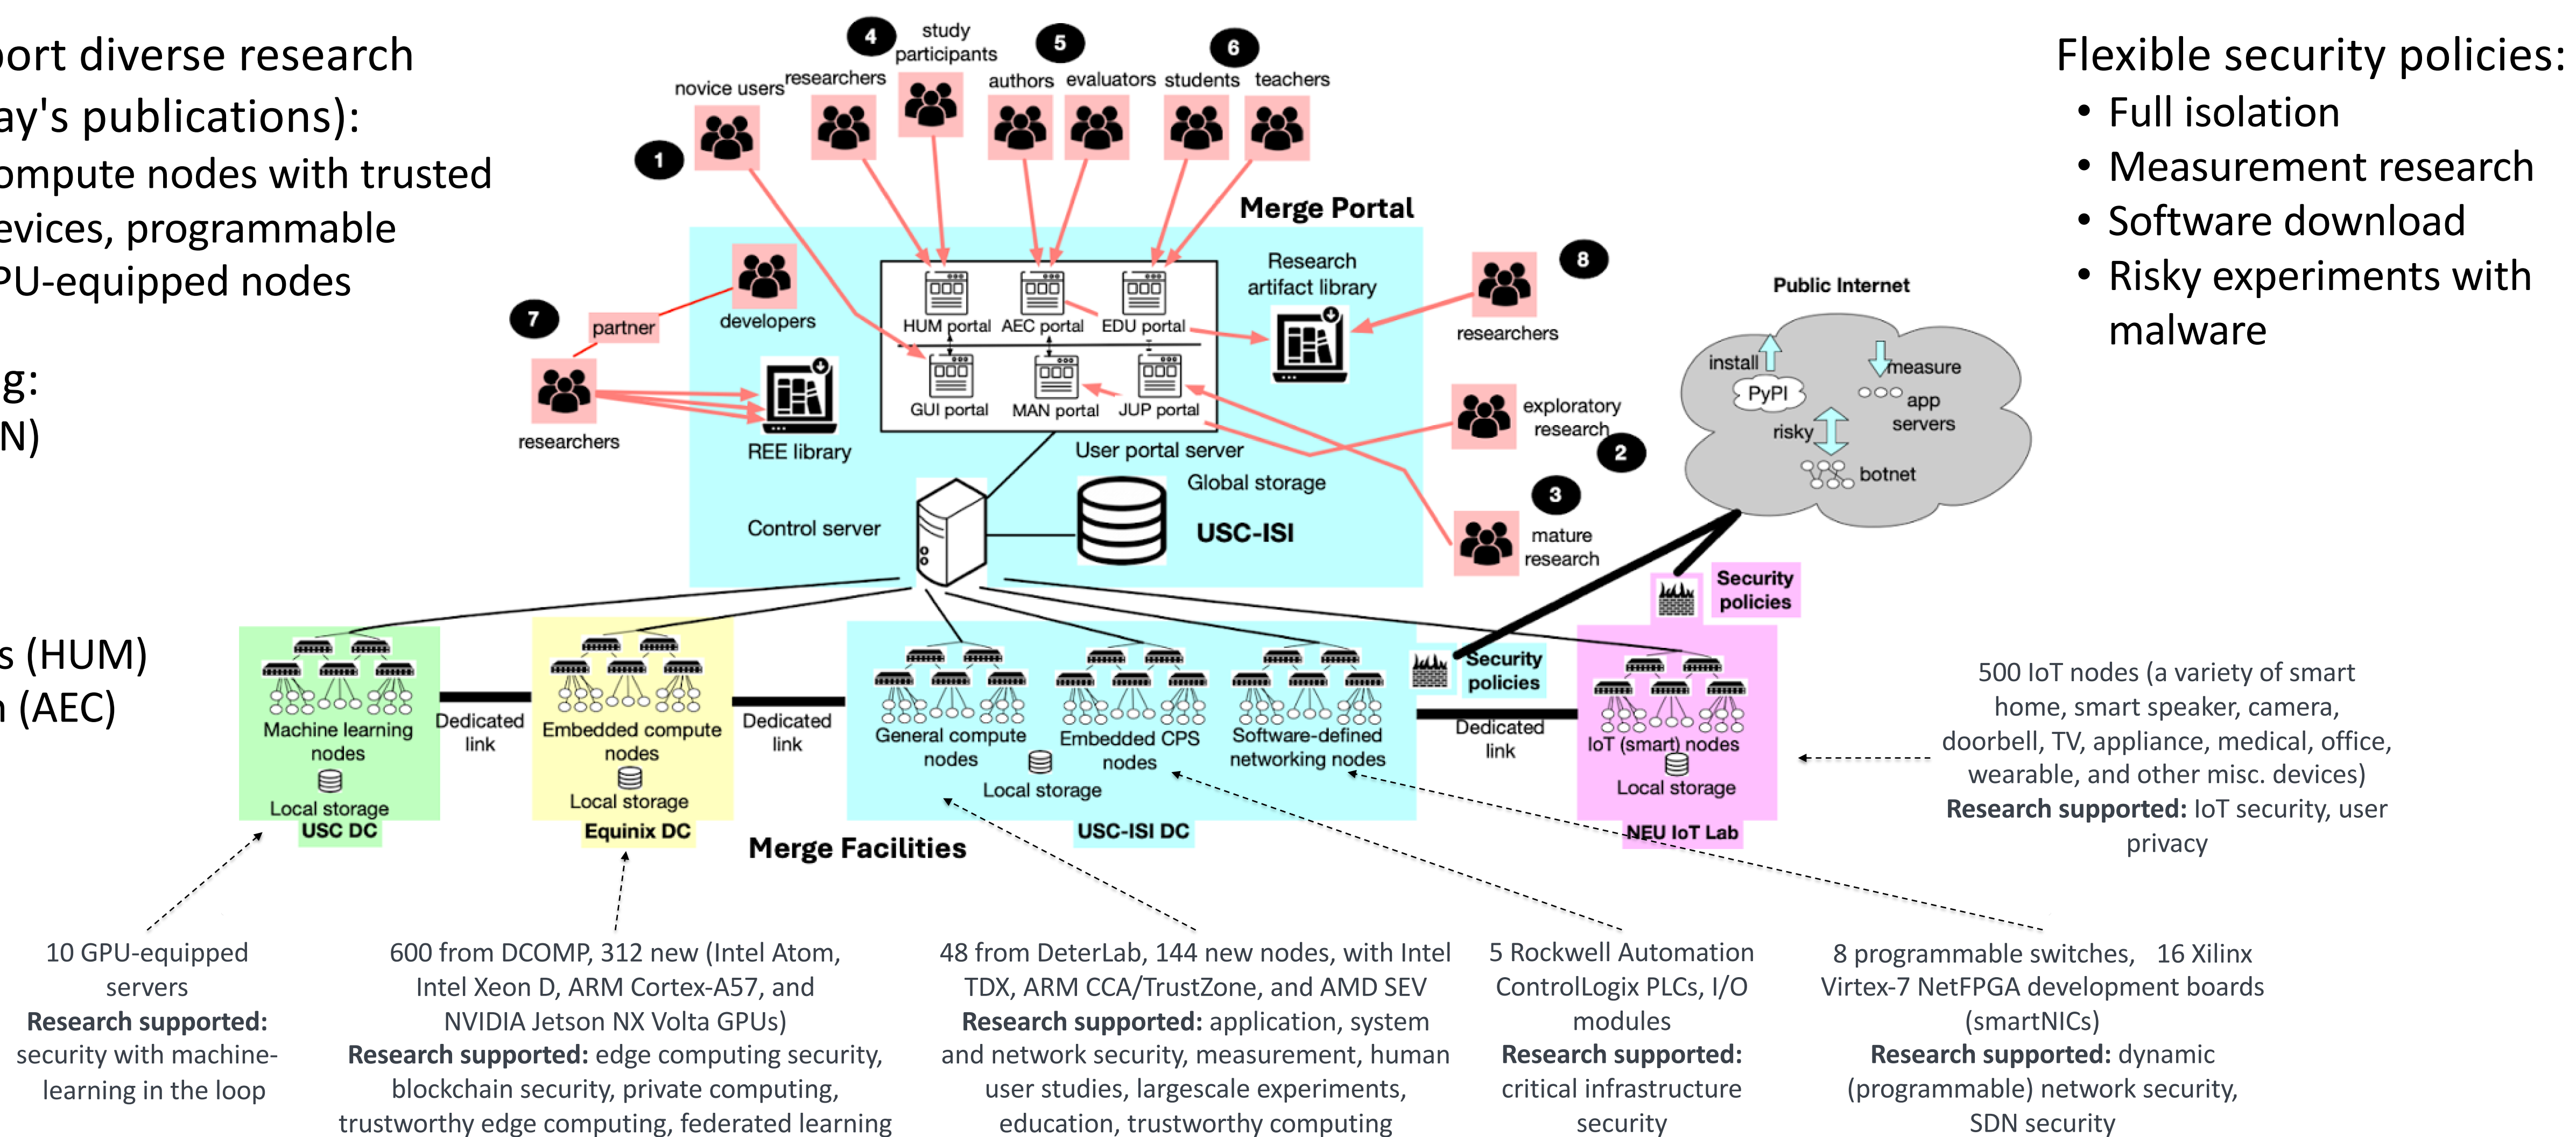 port diverse research
ay's publications):
ompute nodes with trusted
evices, programmable
PU-equipped nodes
g:
N)
s (HUM)
n (AEC)
4
study
participants
5
6
novice users
researchers
authors
evaluators
students
teachers
1
Merge Portal
8
7
partner
developers
researchers
REE library
HUM portal
AEC portal
EDU portal
GUI portal
MAN portal
JUP portal
Research
artifact library
researchers
exploratory
research
2
User portal server
Global storage
3
Control server
USC-ISI
mature
research
Flexible security policies:
• Full isolation
• Measurement research
• Software download
• Risky experiments with
malware
Public Internet
install
measure
PyPI
app
servers
risky
botnet
Security
policies
Security
policies
Machine learning
nodes
Local storage
USC DC
Dedicated
link
Embedded compute
nodes
Local storage
Equinix DC
Dedicated
link
General compute
nodes
Embedded CPS
nodes
Software-defined
networking nodes
Local storage
USC-ISI DC
Dedicated
link
IoT (smart) nodes
Local storage
NEU IoT Lab
Merge Facilities
500 IoT nodes (a variety of smart
home, smart speaker, camera,
doorbell, TV, appliance, medical, office,
wearable, and other misc. devices)
Research supported: IoT security, user
privacy
10 GPU-equipped
servers
Research supported:
security with machine-
learning in the loop
600 from DCOMP, 312 new (Intel Atom,
Intel Xeon D, ARM Cortex-A57, and
NVIDIA Jetson NX Volta GPUs)
Research supported: edge computing security,
blockchain security, private computing,
trustworthy edge computing, federated learning
48 from DeterLab, 144 new nodes, with Intel
TDX, ARM CCA/TrustZone, and AMD SEV
Research supported: application, system
and network security, measurement, human
user studies, largescale experiments,
education, trustworthy computing
5 Rockwell Automation
ControlLogix PLCs, I/O
modules
Research supported:
critical infrastructure
security
8 programmable switches, 16 Xilinx
Virtex-7 NetFPGA development boards
(smartNICs)
Research supported: dynamic
(programmable) network security,
SDN security